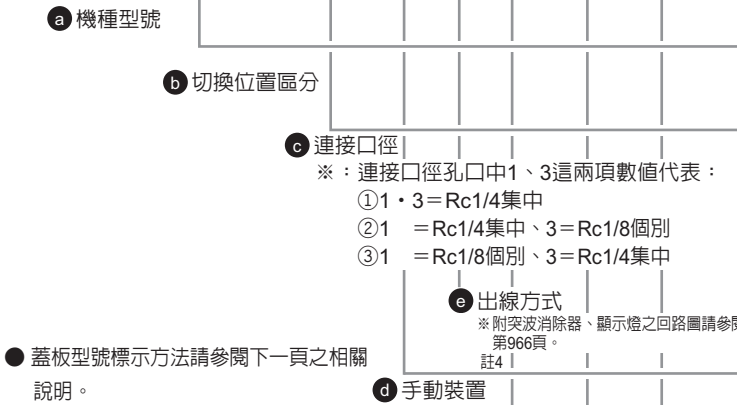 a 機種型號
b 切換位置區分
c 連接口徑
※：連接口徑孔口中1、3這兩項數值代表：
①1・3＝Rc1/4集中
②1　＝Rc1/4集中、3＝Rc1/8個別
③1　＝Rc1/8個別、3＝Rc1/4集中
e 出線方式
※附突波消除器、顯示燈之回路圖請參閱
第966頁。
註4
● 蓋板型號標示方法請參閱下一頁之相關
說明。
d 手動裝置